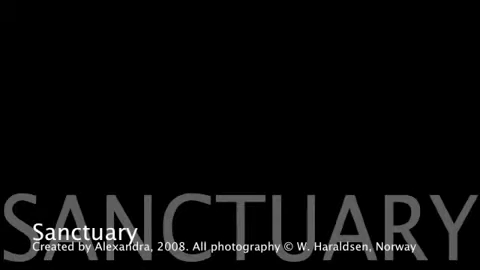 SANCTUARY
Sanctuary
Created by Alexandra, 2008. All photography © W. Haraldsen, Norway